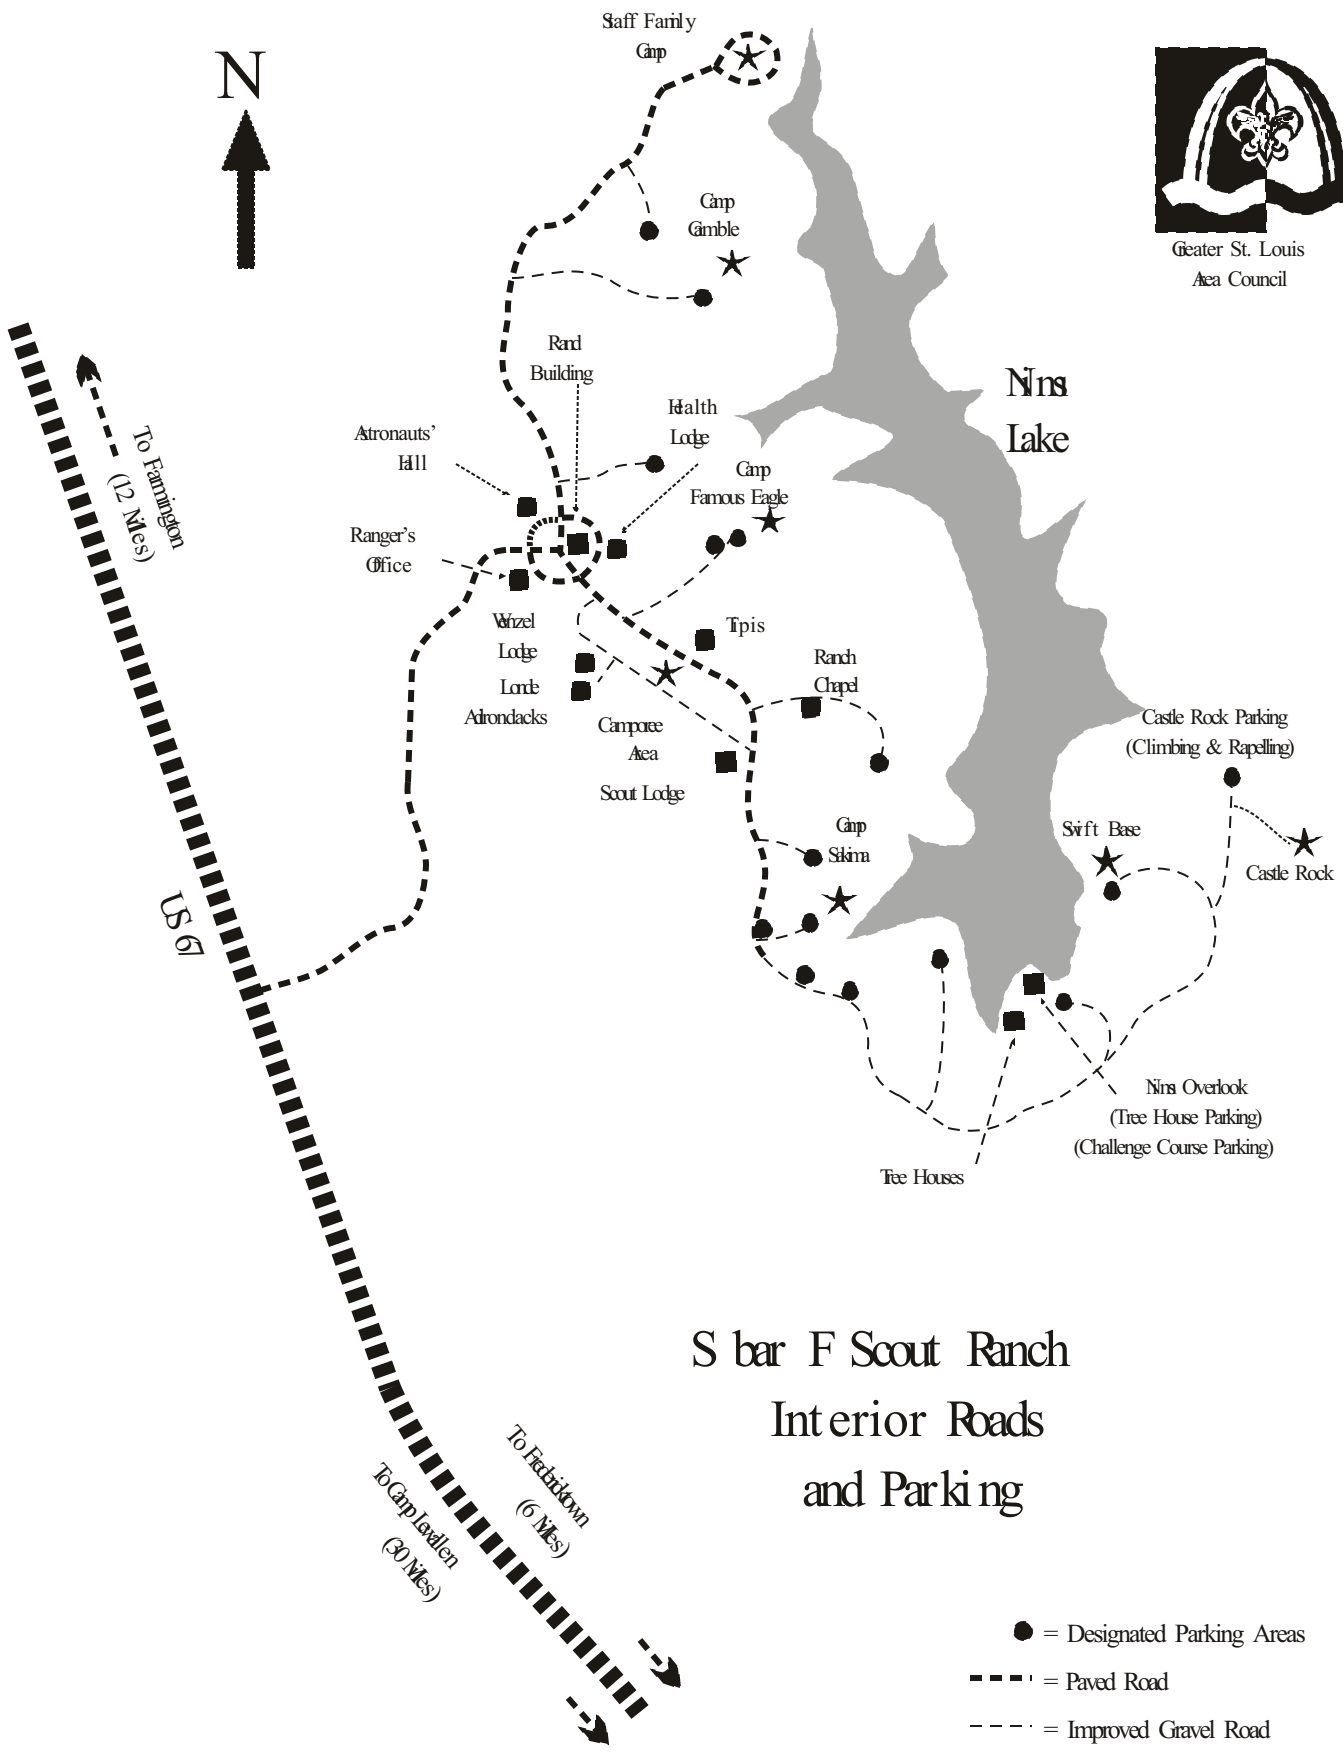 Staff Family
Camp
N
Camp
Gamble
Greater St. Louis
Area Council
Rand
Building
Nims
Lake
Health
Lodge
Astronauts'
Hall
To Farmington
(12 Miles)
Camp
Famous Eagle
Ranger's
Office
Wenzel
Lodge
Tipis
Londe
Adirondacks
Ranch
Chapel
Camporee
Area
Castle Rock Parking
(Climbing & Rapelling)
Scout Lodge
Camp
Sakima
Swift Base
Castle Rock
US 67
Nims Overlook
(Tree House Parking)
(Challenge Course Parking)
Tree Houses
S bar F Scout Ranch
Interior Roads
and Parking
To Fredericktown
(6 Miles)
To Camp Lewallen
(30 Miles)
= Designated Parking Areas
= Paved Road
= Improved Gravel Road